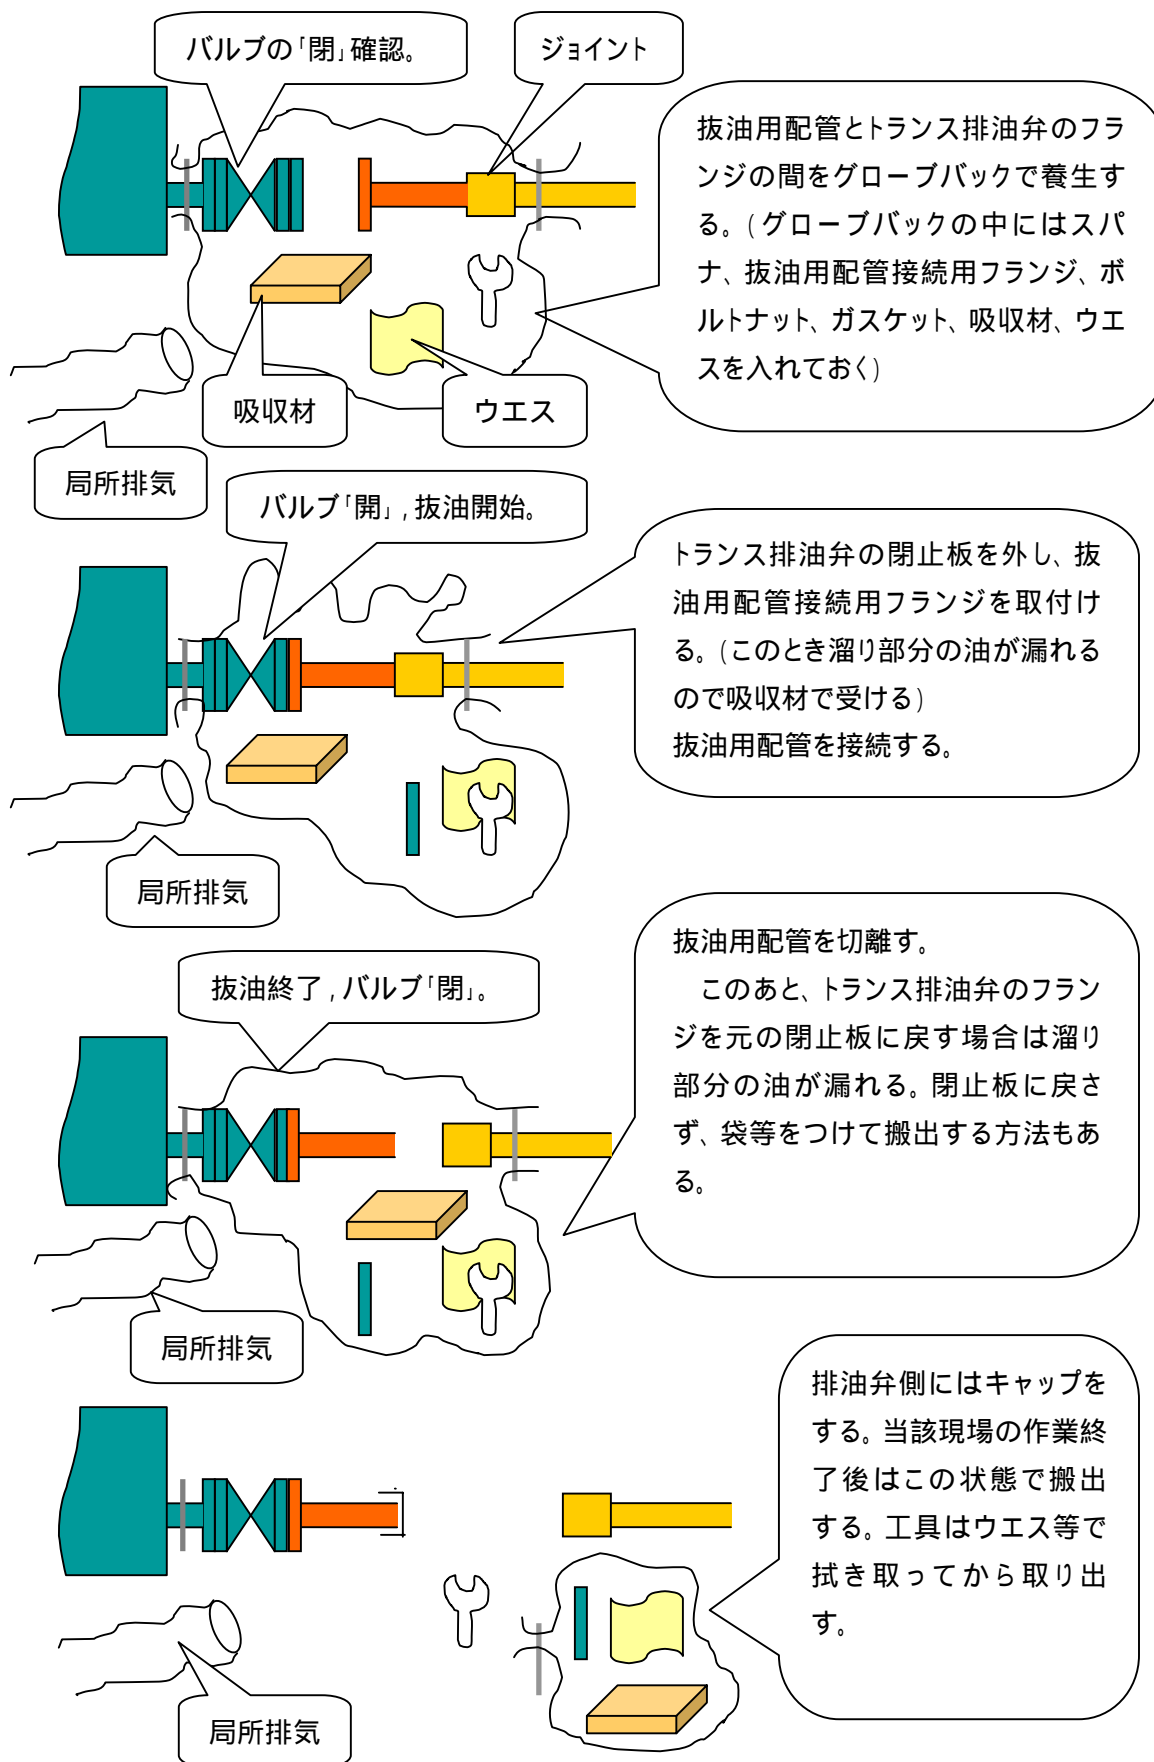 バルブの「閉」確認。
ジョイント
抜油用配管とトランス排油弁のフラ
ンジの間をグローブバックで養生す
る。(グローブバックの中にはスパ
ナ、抜油用配管接続用フランジ、ボ
ルトナット、ガスケット、吸収材、ウエ
スを入れておく)
吸収材
ウエス
局所排気
バルブ「開」,抜油開始。
トランス排油弁の閉止板を外し、抜
油用配管接続用フランジを取付け
る。(このとき溜り部分の油が漏れる
ので吸収材で受ける)
抜油用配管を接続する。
局所排気
抜油終了,バルブ「閉」。
抜油用配管を切離す。
このあと、トランス排油弁のフラン
ジを元の閉止板に戻す場合は溜り
部分の油が漏れる。閉止板に戻さ
ず、袋等をつけて搬出する方法もあ
る。
局所排気
排油弁側にはキャップを
する。当該現場の作業終
了後はこの状態で搬出
する。工具はウエス等で
拭き取ってから取り出
す。
局所排気